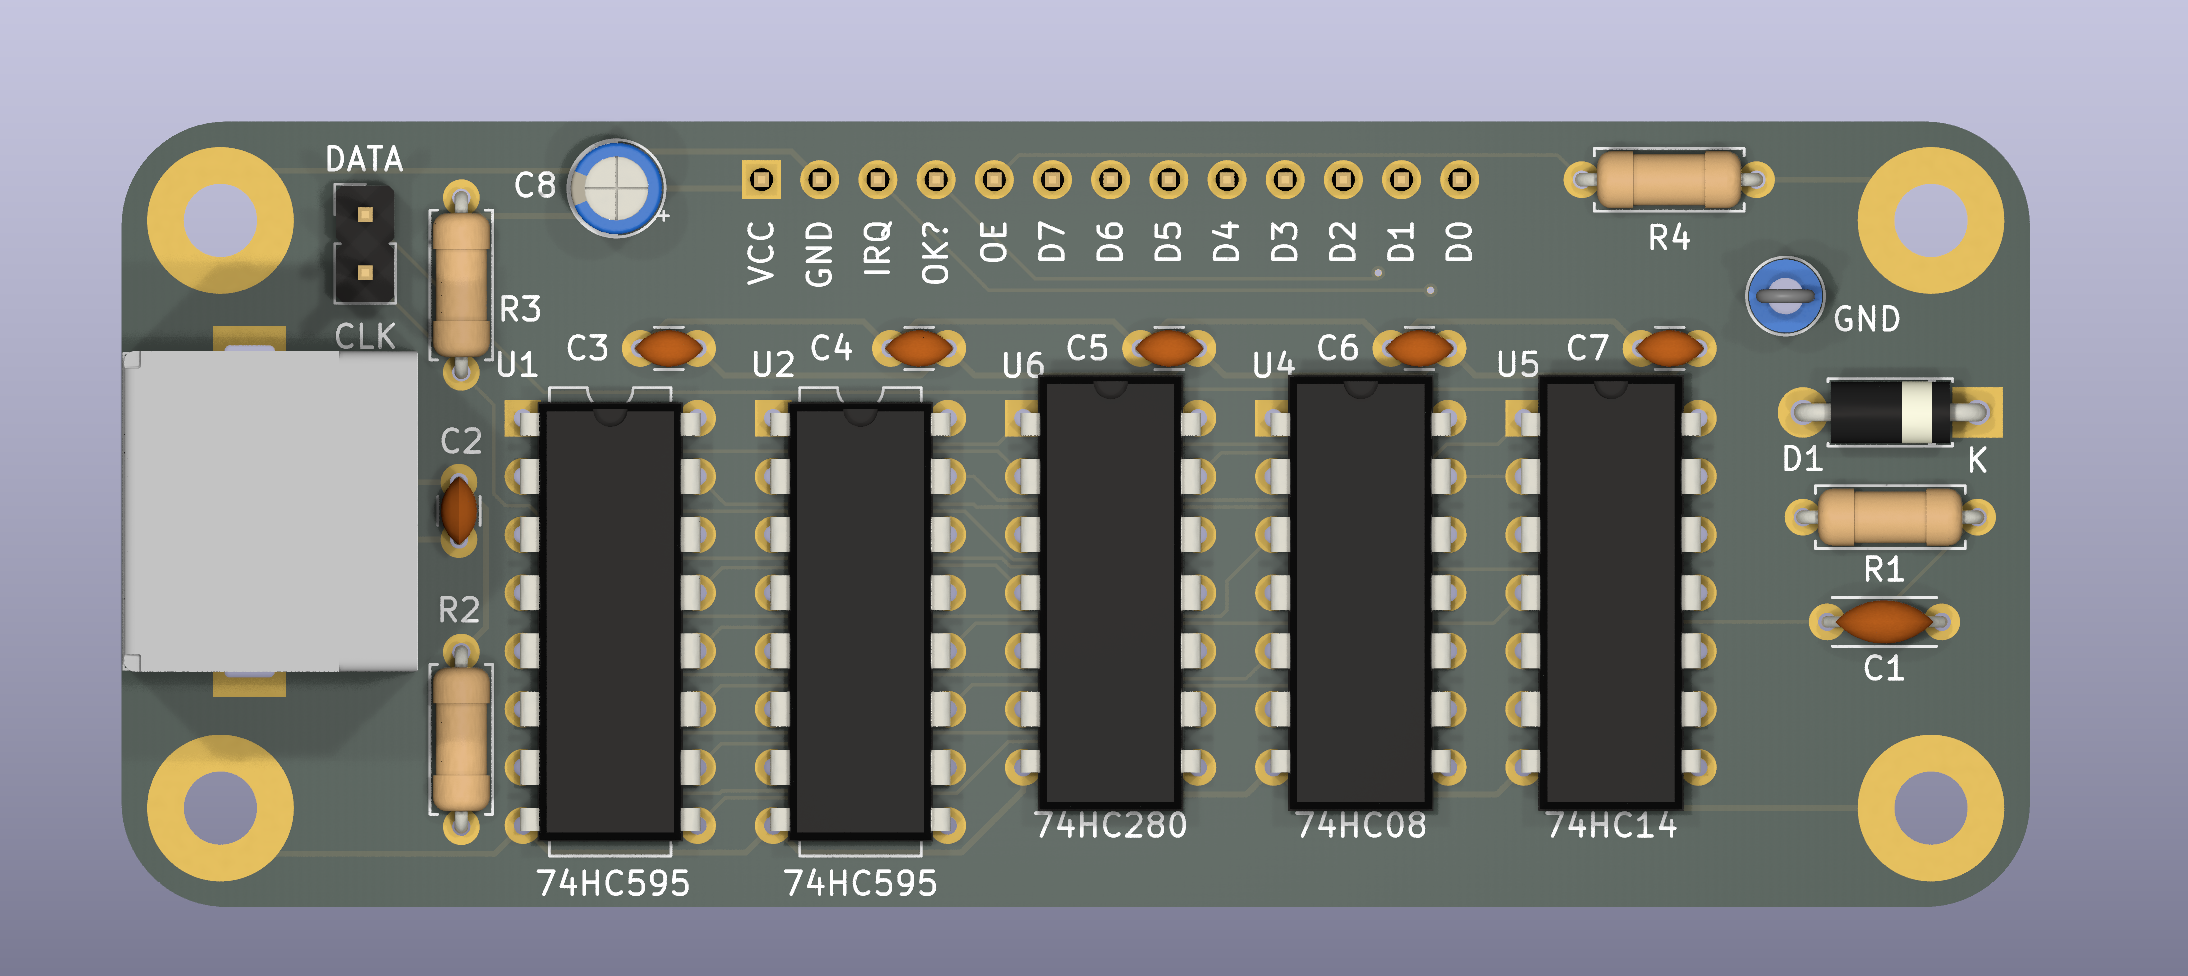 DATA
C8
+
VCC
GND
IRQ
OK?
OE
D7
D6
D5
D4
D3
D2
D1
D0
R4
R3
CLK
GND
U1
C3
U2
C4
U6
C5
U4
C6
U5
C7
C2
D1
K
R1
R2
C1
74HC595
74HC595
74HC280
74HC08
74HC14